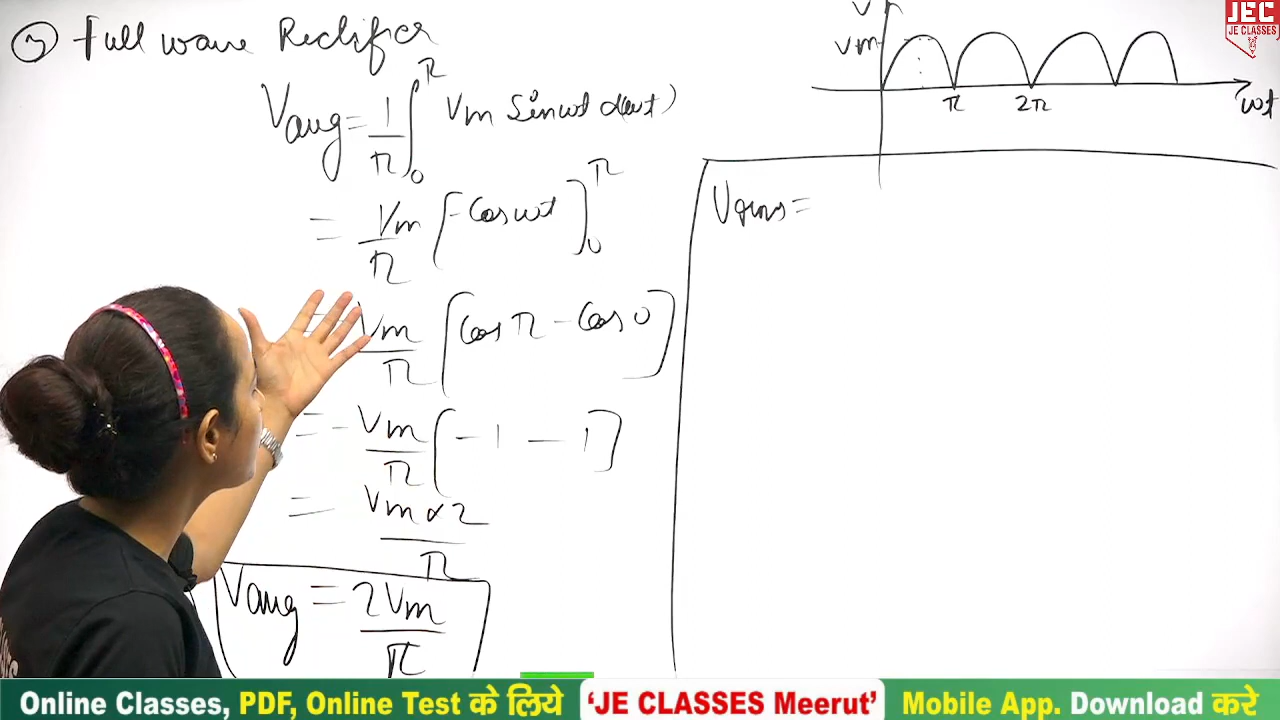 ③ Full wave Rectifier
Vavg = 1/π ∫₀^π Vm Sinωt d(ωt)
= Vm/π [-Cosωt]₀^π
= - Vm/π [Cos π - Cos 0]
= - Vm/π [-1 - 1]
= Vm × 2/π
Vavg = 2Vm/π
V
Vm
π 2π ωt
Vrms =
JEC
JE CLASSES
Online Classes, PDF, Online Test के लिये 'JE CLASSES Meerut' Mobile App. Download करे